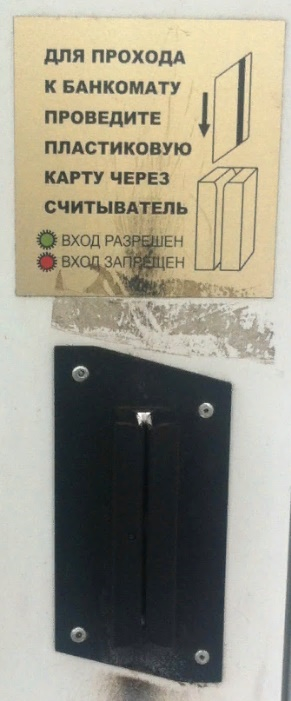 ДЛЯ ПРОХОДА
К БАНКОМАТУ
ПРОВЕДИТЕ
ПЛАСТИКОВУЮ
КАРТУ ЧЕРЕЗ
СЧИТЫВАТЕЛЬ
ВХОД РАЗРЕШЕН
ВХОД ЗАПРЕЩЕН